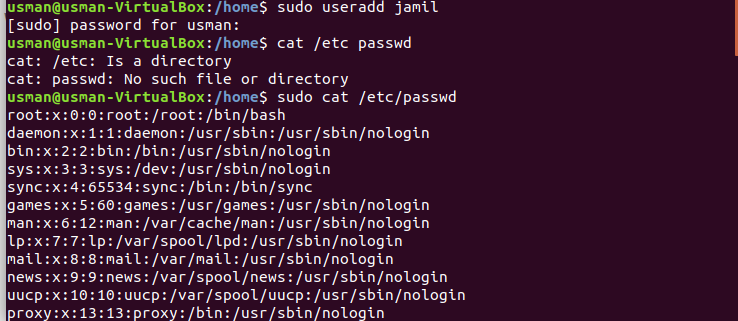 usman@usman-VirtualBox:/home$ sudo useradd jamil
[sudo] password for usman:
usman@usman-VirtualBox:/home$ cat /etc passwd
cat: /etc: Is a directory
cat: passwd: No such file or directory
usman@usman-VirtualBox:/home$ sudo cat /etc/passwd
root:x:0:0:root:/root:/bin/bash
daemon:x:1:1:daemon:/usr/sbin:/usr/sbin/nologin
bin:x:2:2:bin:/bin:/usr/sbin/nologin
sys:x:3:3:sys:/dev:/usr/sbin/nologin
sync:x:4:65534:sync:/bin:/bin/sync
games:x:5:60:games:/usr/games:/usr/sbin/nologin
man:x:6:12:man:/var/cache/man:/usr/sbin/nologin
lp:x:7:7:lp:/var/spool/lpd:/usr/sbin/nologin
mail:x:8:8:mail:/var/mail:/usr/sbin/nologin
news:x:9:9:news:/var/spool/news:/usr/sbin/nologin
uucp:x:10:10:uucp:/var/spool/uucp:/usr/sbin/nologin
proxy:x:13:13:proxy:/bin:/usr/sbin/nologin